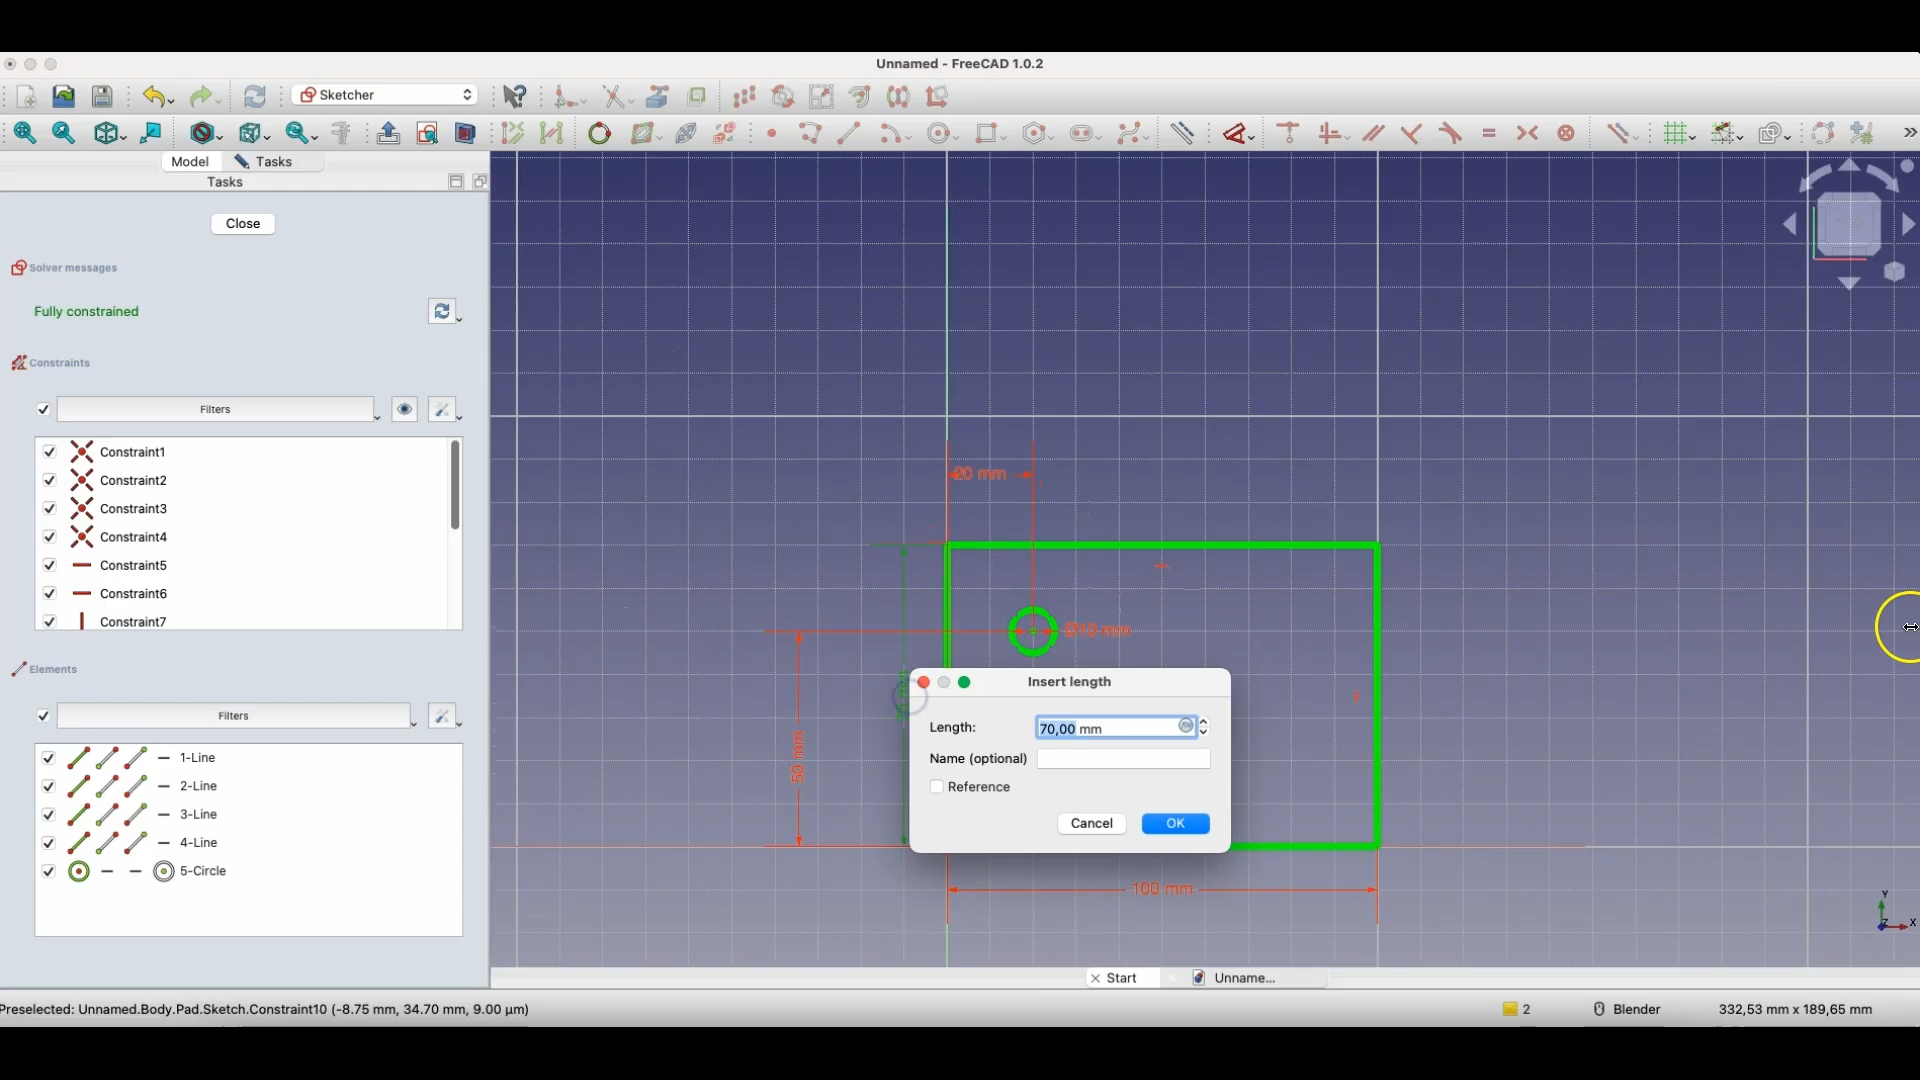 Unnamed - FreeCAD 1.0.2
Sketcher
Model
Tasks
Tasks
Close
Solver messages
Fully constrained
Constraints
Filters
Constraint1
Constraint2
Constraint3
Constraint4
Constraint5
Constraint6
Constraint7
Elements
Filters
1-Line
2-Line
3-Line
4-Line
5-Circle
20 mm
Ø15 mm
50 mm
100 mm
Insert length
Length:
70,00 mm
Name (optional)
Reference
Cancel
OK
Y
Z
X
Start
Unname...
Preselected: Unnamed.Body.Pad.Sketch.Constraint10 (-8.75 mm, 34.70 mm, 9.00 µm)
2
Blender
332,53 mm x 189,65 mm